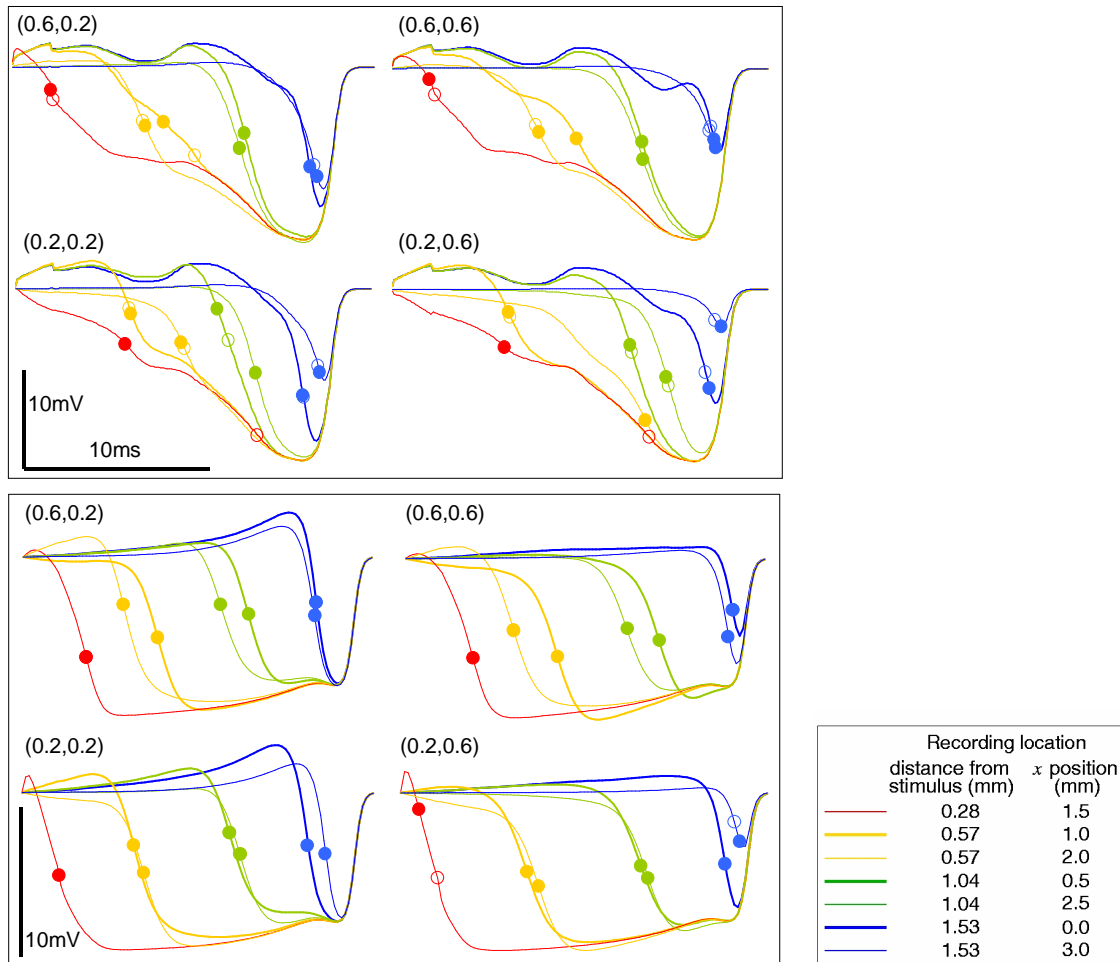 (0.6,0.2) (0.6,0.6)
(0.2,0.2) (0.2,0.6)
10mV
10ms
(0.6,0.2) (0.6,0.6)
(0.2,0.2) (0.2,0.6)
10mV
Recording location
distance from x position
stimulus (mm) (mm)
0.28 1.5
0.57 1.0
0.57 2.0
1.04 0.5
1.04 2.5
1.53 0.0
1.53 3.0